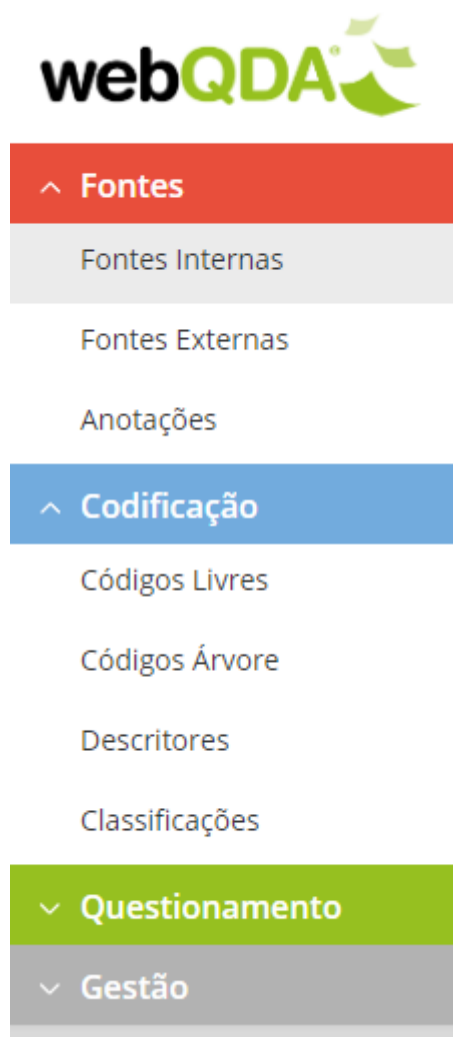 webQDA®
Fontes
Fontes Internas
Fontes Externas
Anotações
Codificação
Códigos Livres
Códigos Árvore
Descritores
Classificações
Questionamento
Gestão